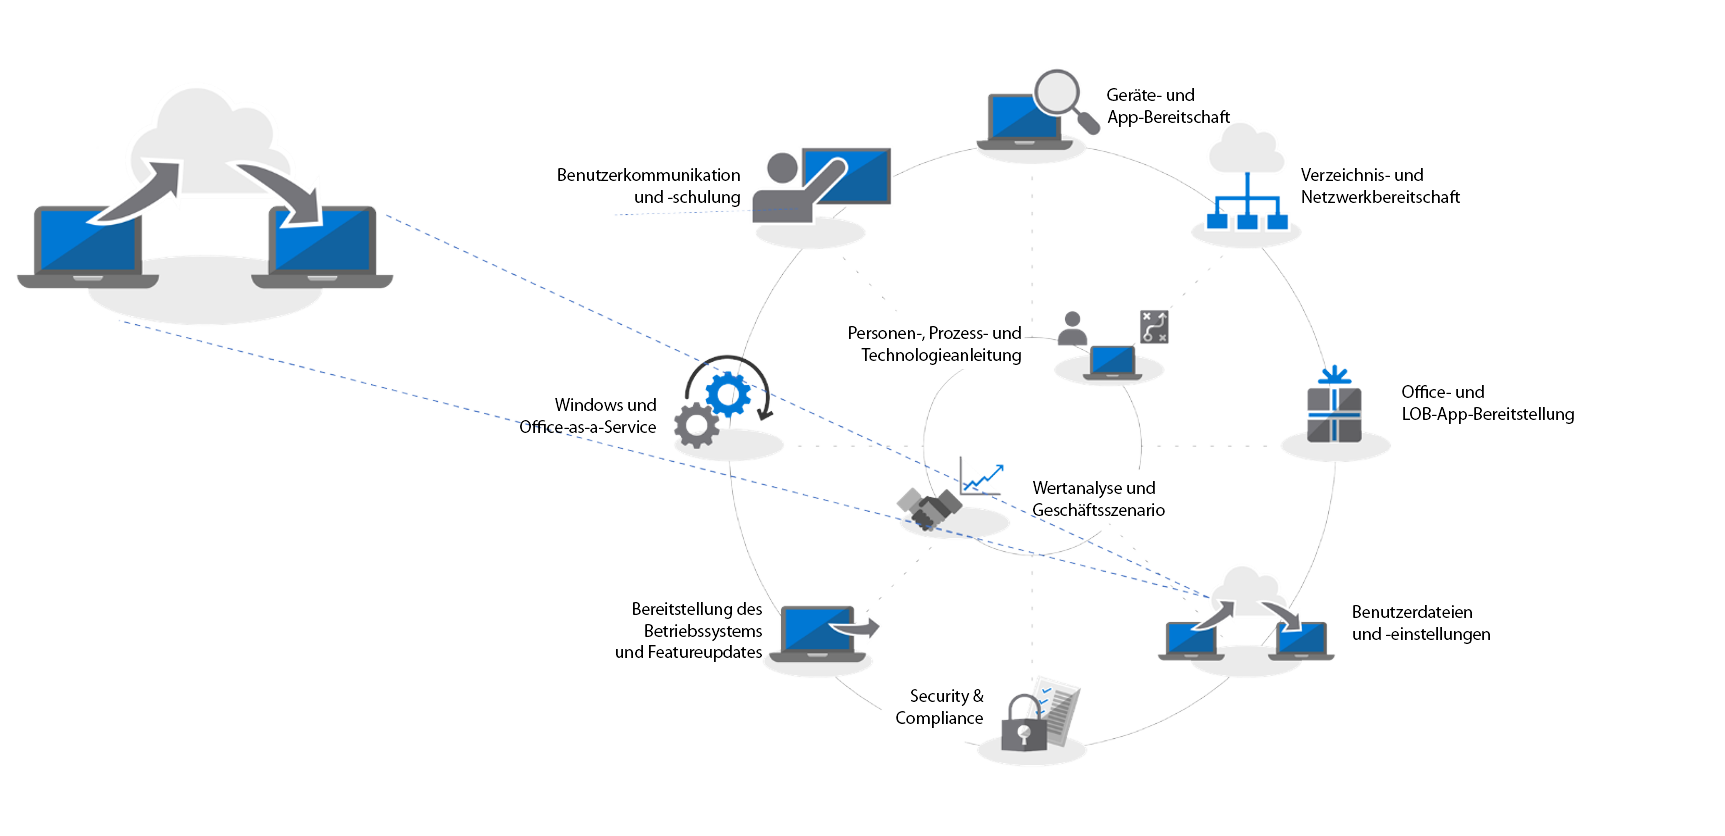 Geräte- und
App-Bereitschaft
Benutzerkommunikation
und -schulung
Verzeichnis- und
Netzwerkbereitschaft
Personen-, Prozess- und
Technologieanleitung
Windows und
Office-as-a-Service
Office- und
LOB-App-Bereitstellung
Wertanalyse und
Geschäftsszenario
Bereitstellung des
Betriebssystems
und Featureupdates
Benutzerdateien
und -einstellungen
Security &
Compliance